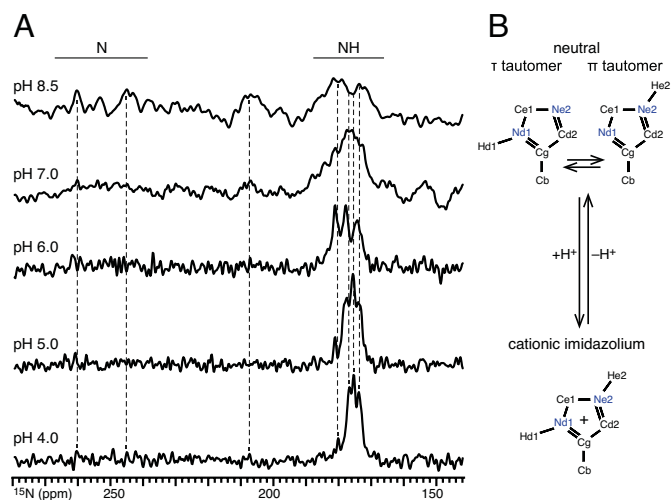 A
N
NH
pH 8.5
pH 7.0
pH 6.0
pH 5.0
pH 4.0
¹⁵N (ppm)
250
200
150
B
neutral
τ tautomer
π tautomer
He2
Ce1
Ne2
Nd1
Cd2
Hd1
Cg
Cb
Ce1
Ne2
Nd1
Cd2
Cg
Cb
+H⁺
–H⁺
cationic imidazolium
He2
Ce1
Ne2
Nd1
+
Cd2
Hd1
Cg
Cb